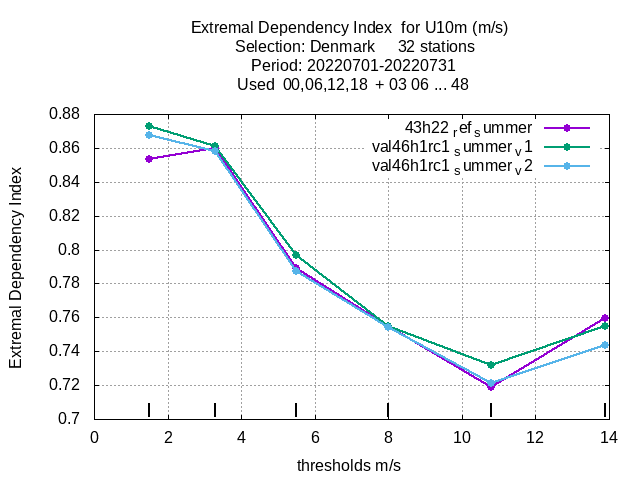 Extremal Dependency Index for U10m (m/s)
Selection: Denmark 32 stations
Period: 20220701-20220731
Used 00,06,12,18 + 03 06 ... 48
43h22 ref summer
val46h1rc1 summer v1
val46h1rc1 summer v2
Extremal Dependency Index
0.88
0.86
0.84
0.82
0.8
0.78
0.76
0.74
0.72
0.7
0 2 4 6 8 10 12 14
thresholds m/s